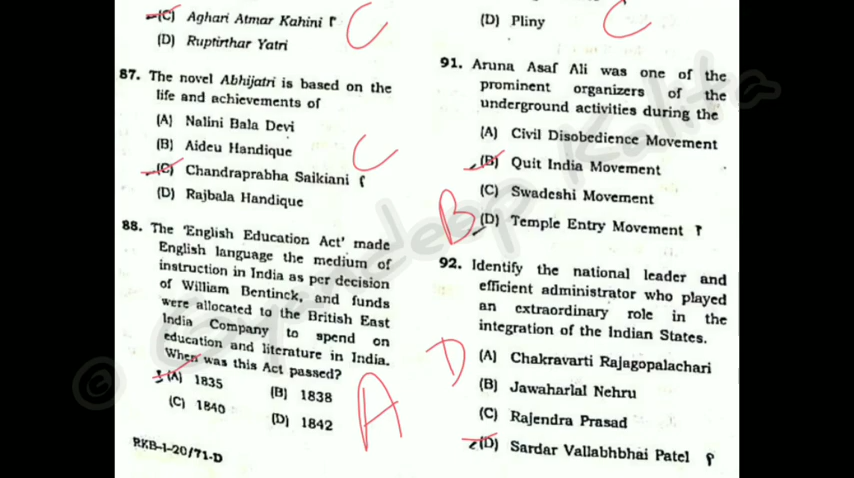 (C) Aghari Atmar Kahini
C
(D) Ruptirthar Yatri
87. The novel Abhijatri is based on the
life and achievements of
(A) Nalini Bala Devi
(B) Aideu Handique
C
(C) Chandraprabha Saikiani
(D) Rajbala Handique
88. The 'English Education Act' made
English language the medium of
instruction in India as per decision
of William Bentinck, and funds
were allocated to the British East
India Company to spend on
education and literature in India.
When was this Act passed?
(A) 1835 (B) 1838
(C) 1840 (D) 1842
A
RKB-1-20/71-D
(D) Pliny
C
91. Aruna Asaf Ali was one of the
prominent organizers of the
underground activities during the
(A) Civil Disobedience Movement
(B) Quit India Movement
(C) Swadeshi Movement
B
(D) Temple Entry Movement
92. Identify the national leader and
efficient administrator who played
an extraordinary role in the
integration of the Indian States.
D
(A) Chakravarti Rajagopalachari
(B) Jawaharlal Nehru
(C) Rajendra Prasad
(D) Sardar Vallabhbhai Patel
© Gyandeep Kalita